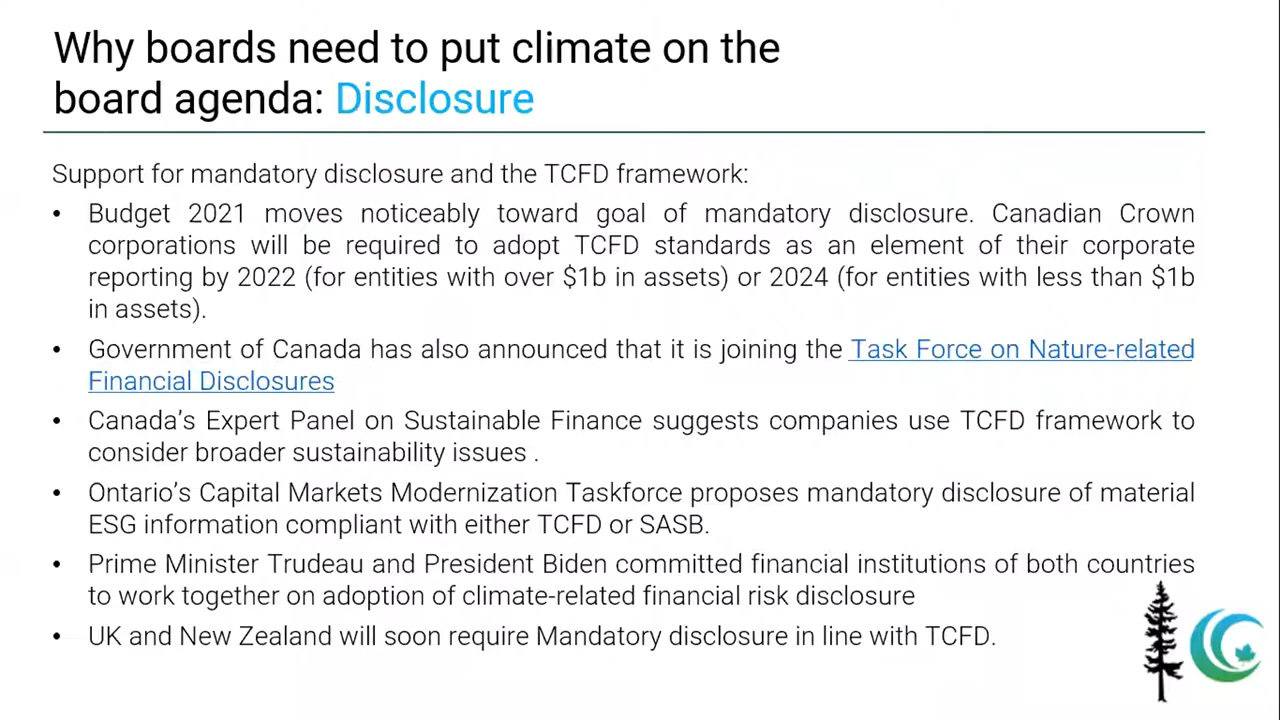 Why boards need to put climate on the
board agenda: Disclosure
Support for mandatory disclosure and the TCFD framework:
• Budget 2021 moves noticeably toward goal of mandatory disclosure. Canadian Crown
corporations will be required to adopt TCFD standards as an element of their corporate
reporting by 2022 (for entities with over $1b in assets) or 2024 (for entities with less than $1b
in assets).
• Government of Canada has also announced that it is joining the Task Force on Nature-related
Financial Disclosures
• Canada’s Expert Panel on Sustainable Finance suggests companies use TCFD framework to
consider broader sustainability issues .
• Ontario’s Capital Markets Modernization Taskforce proposes mandatory disclosure of material
ESG information compliant with either TCFD or SASB.
• Prime Minister Trudeau and President Biden committed financial institutions of both countries
to work together on adoption of climate-related financial risk disclosure
• UK and New Zealand will soon require Mandatory disclosure in line with TCFD.